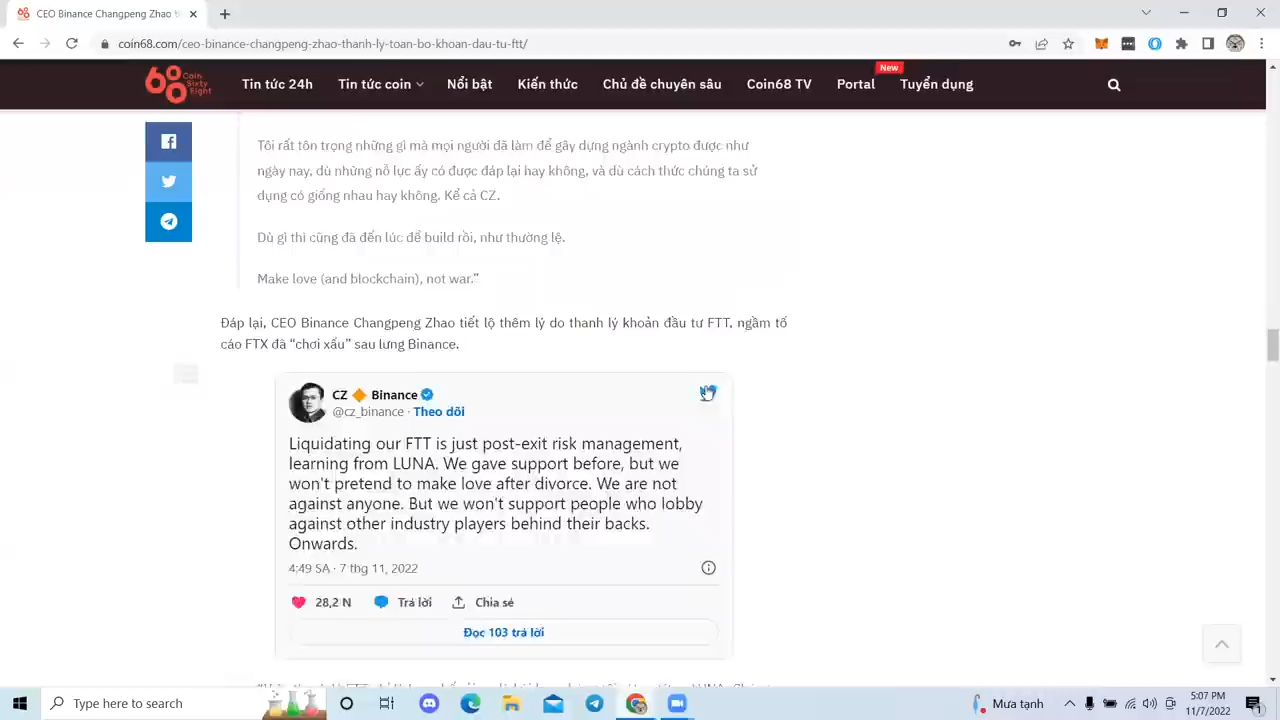 CEO Binance Changpeng Zhao
coin68.com/ceo-binance-changpeng-zhao-thanh-ly-toan-bo-khoan-dau-tu-ftt/
68 Coin Sixty Eight
Tin tức 24h
Tin tức coin
Nổi bật
Kiến thức
Chủ đề chuyên sâu
Coin68 TV
Portal
New
Tuyển dụng
Tôi rất tôn trọng những gì mà mọi người đã làm để gây dựng ngành crypto được như
ngày nay, dù những nỗ lực ấy có được đáp lại hay không, và dù cách thức chúng ta sử
dụng có giống nhau hay không. Kể cả CZ.
Dù gì thì cũng đã đến lúc để build rồi, như thường lệ.
Make love (and blockchain), not war.”
Đáp lại, CEO Binance Changpeng Zhao tiết lộ thêm lý do thanh lý khoản đầu tư FTT, ngầm tố
cáo FTX đã “chơi xấu” sau lưng Binance.
CZ 🔶 Binance
@cz_binance · Theo dõi
Liquidating our FTT is just post-exit risk management,
learning from LUNA. We gave support before, but we
won't pretend to make love after divorce. We are not
against anyone. But we won't support people who lobby
against other industry players behind their backs.
Onwards.
4:49 SA · 7 thg 11, 2022
28,2 N
Trả lời
Chia sẻ
Đọc 103 trả lời
Type here to search
Mưa tạnh
5:07 PM
11/7/2022